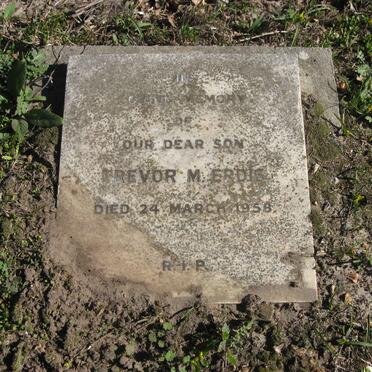 IN
LOVING MEMORY
OF
OUR DEAR SON
TREVOR M. ERDIS
DIED 24 MARCH 1958.
R.I.P.